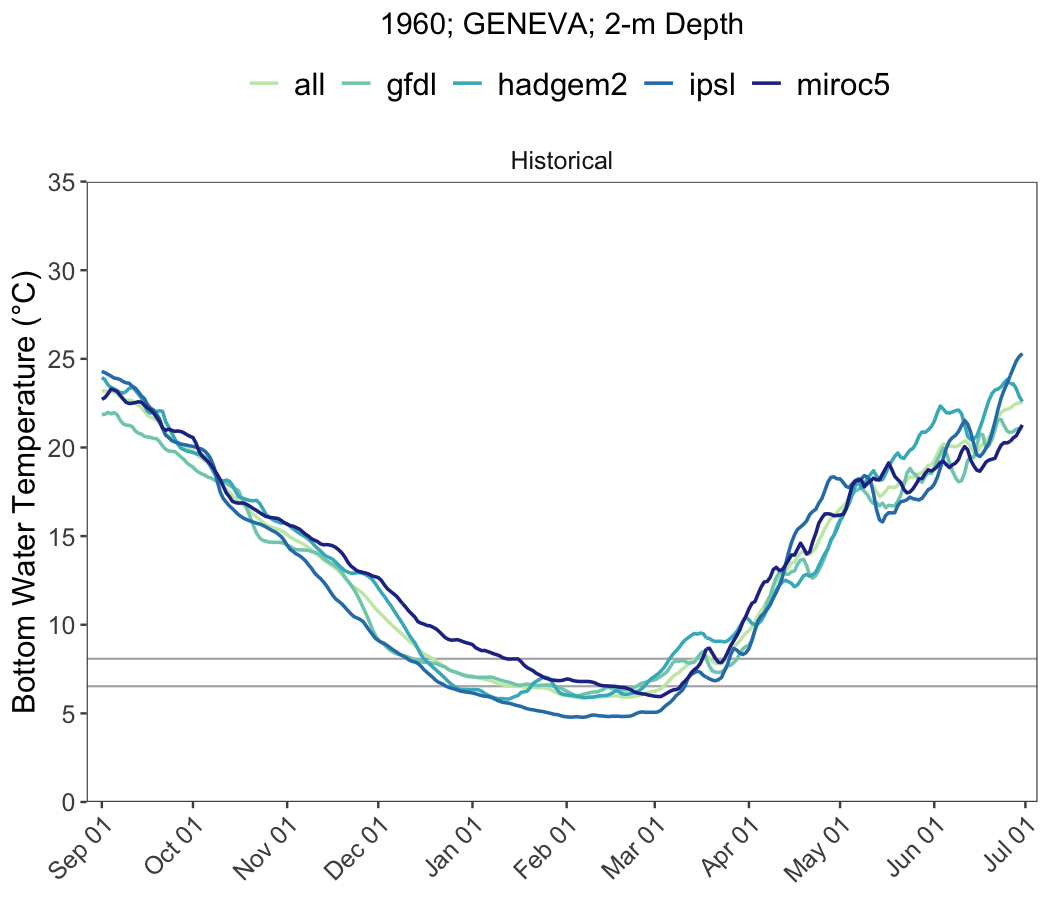 1960; GENEVA; 2-m Depth
all gfdl hadgem2 ipsl miroc5
Historical
Bottom Water Temperature (°C)
35
30
25
20
15
10
5
0
Sep 01 Oct 01 Nov 01 Dec 01 Jan 01 Feb 01 Mar 01 Apr 01 May 01 Jun 01 Jul 01